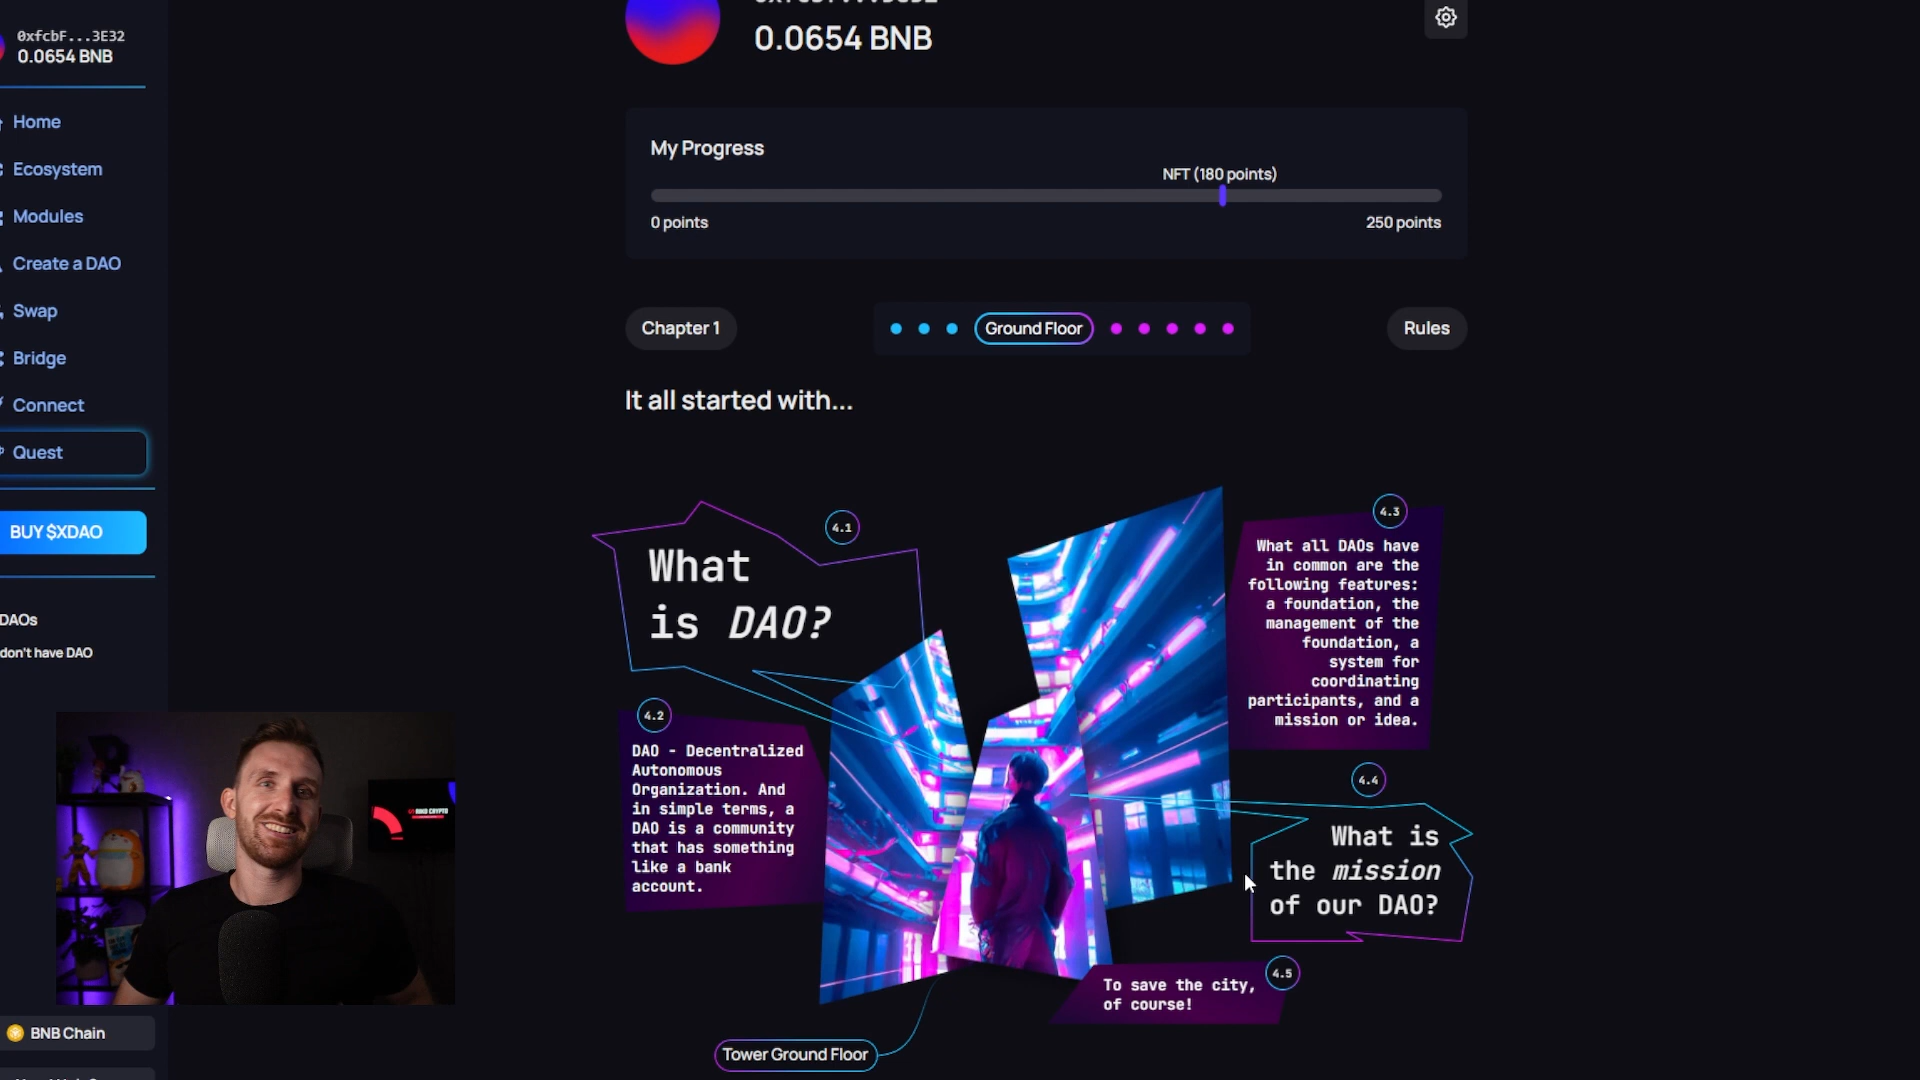 0xfcbF...3E32
0.0654 BNB
Home
Ecosystem
Modules
Create a DAO
Swap
Bridge
Connect
Quest
BUY $XDAO
DAOs
don't have DAO
BNB Chain
0.0654 BNB
My Progress
NFT (180 points)
0 points
250 points
Chapter 1
Ground Floor
Rules
It all started with...
4.1
What
is DAO?
4.2
DAO - Decentralized
Autonomous
Organization. And
in simple terms, a
DAO is a community
that has something
like a bank
account.
4.3
What all DAOs have
in common are the
following features:
a foundation, the
management of the
foundation, a
system for
coordinating
participants, and a
mission or idea.
4.4
What is
the mission
of our DAO?
4.5
To save the city,
of course!
Tower Ground Floor